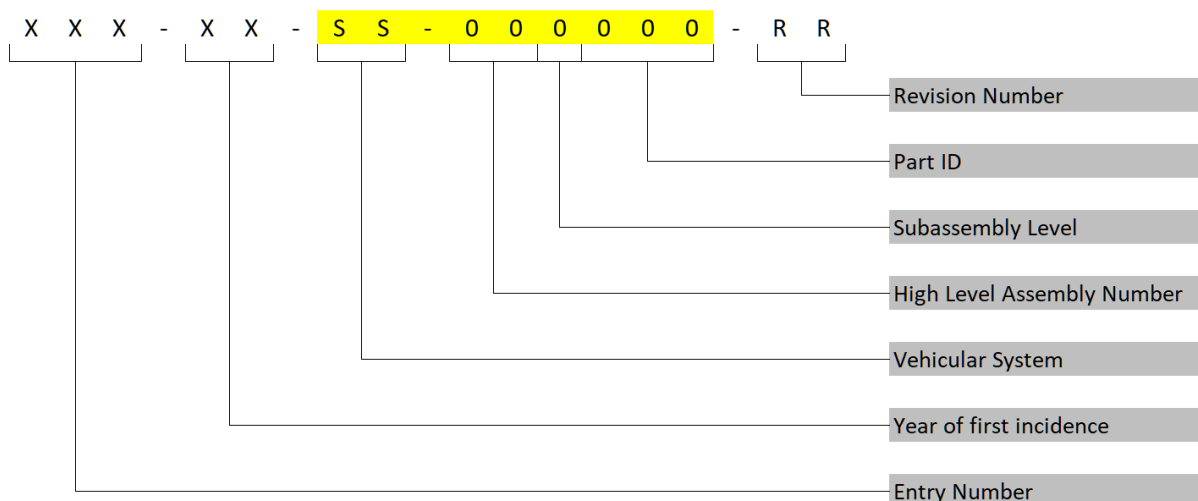 X X X - X X - S S - 0 0 0 0 0 0 - R R
Revision Number
Part ID
Subassembly Level
High Level Assembly Number
Vehicular System
Year of first incidence
Entry Number